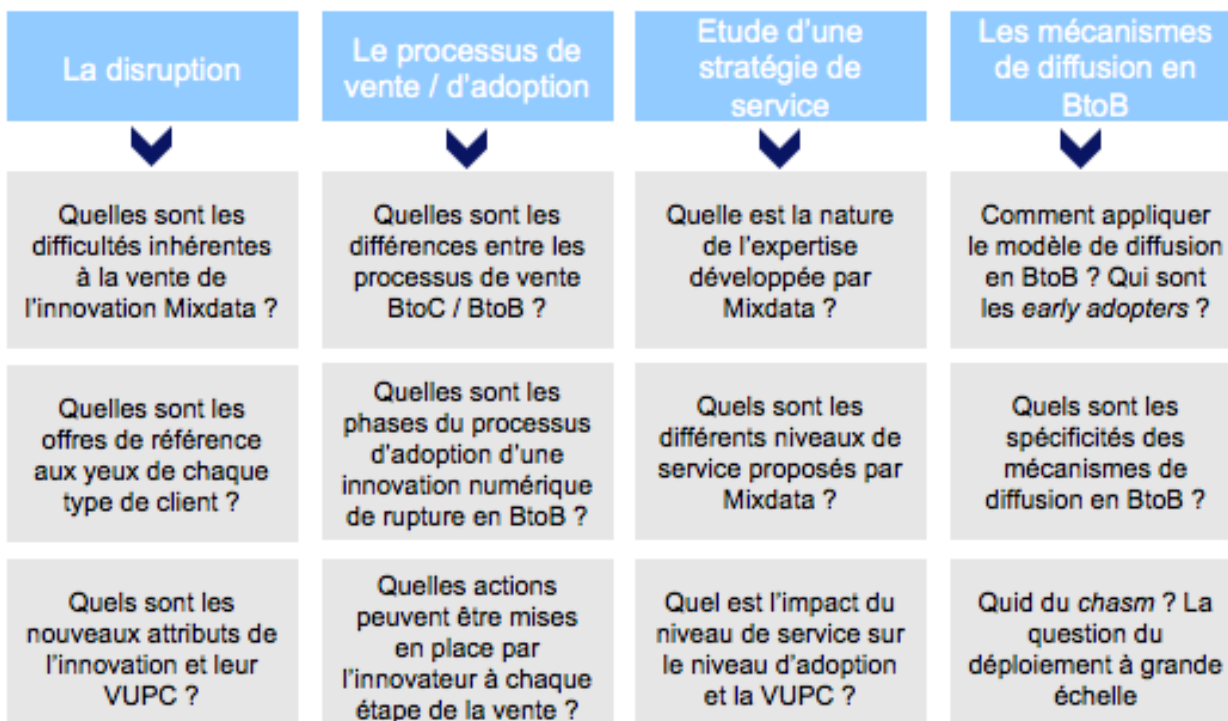 La disruption
Le processus de
vente / d'adoption
Etude d'une
stratégie de
service
Les mécanismes
de diffusion en
BtoB
Quelles sont les
difficultés inhérentes
à la vente de
l'innovation Mixdata ?
Quelles sont les
différences entre les
processus de vente
BtoC / BtoB ?
Quelle est la nature
de l'expertise
développée par
Mixdata ?
Comment appliquer
le modèle de diffusion
en BtoB ? Qui sont
les early adopters ?
Quelles sont les
offres de référence
aux yeux de chaque
type de client ?
Quelles sont les
phases du processus
d'adoption d'une
innovation numérique
de rupture en BtoB ?
Quels sont les
différents niveaux de
service proposés par
Mixdata ?
Quels sont les
spécificités des
mécanismes de
diffusion en BtoB ?
Quels sont les
nouveaux attributs de
l'innovation et leur
VUPC ?
Quelles actions
peuvent être mises
en place par
l'innovateur à chaque
étape de la vente ?
Quel est l'impact du
niveau de service sur
le niveau d'adoption
et la VUPC ?
Quid du chasm ? La
question du
déploiement à grande
échelle